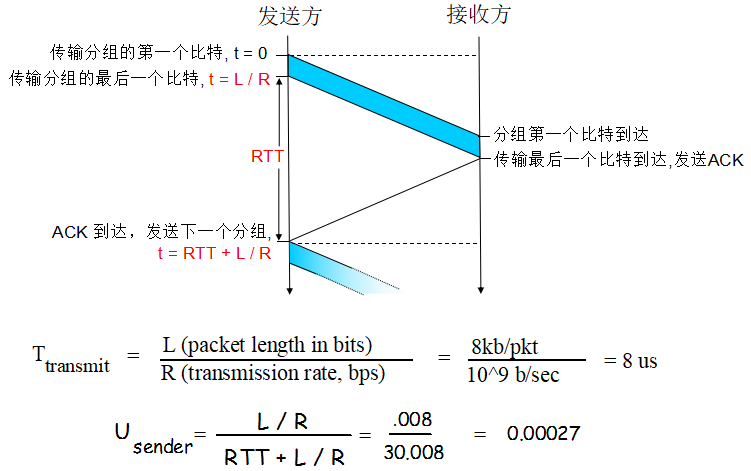 发送方
接收方
传输分组的第一个比特, t = 0
传输分组的最后一个比特, t = L / R
RTT
分组第一个比特到达
传输最后一个比特到达,发送ACK
ACK 到达，发送下一个分组,
t = RTT + L / R
T transmit = L (packet length in bits) / R (transmission rate, bps) = 8kb/pkt / 10^9 b/sec = 8 us
U sender = L / R / RTT + L / R = .008 / 30.008 = 0.00027